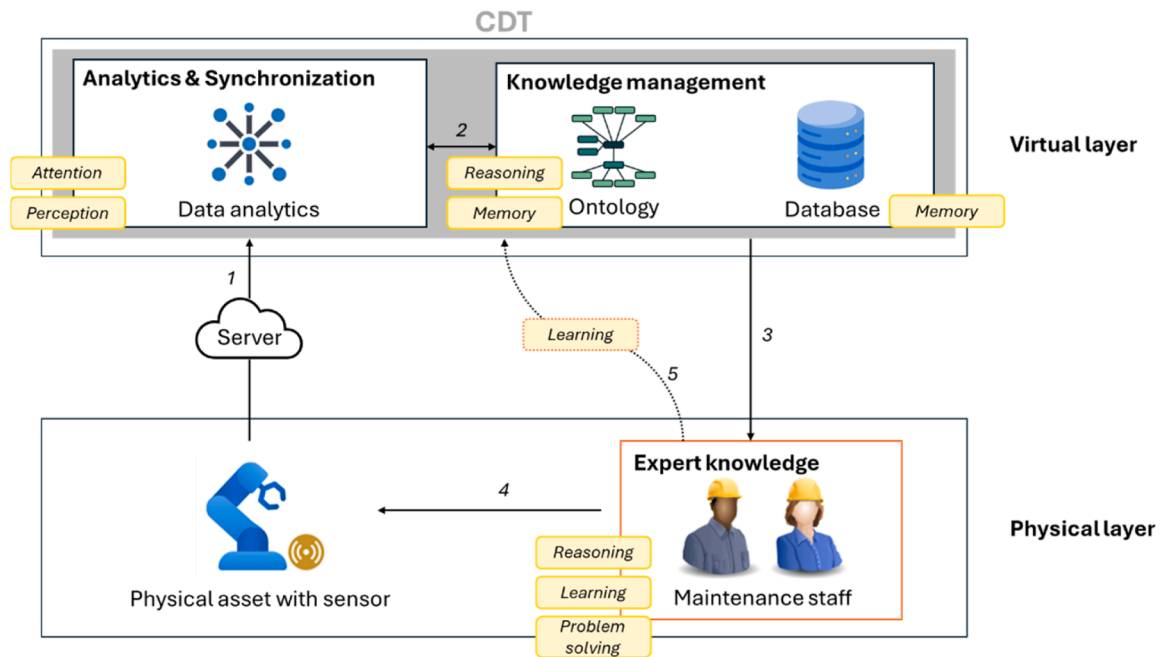 CDT
Analytics & Synchronization
Knowledge management
2
Virtual layer
Attention
Reasoning
Perception
Memory
Data analytics
Ontology
Database
Memory
1
Server
Learning
3
5
Expert knowledge
4
Physical layer
Reasoning
Learning
Physical asset with sensor
Maintenance staff
Problem
solving